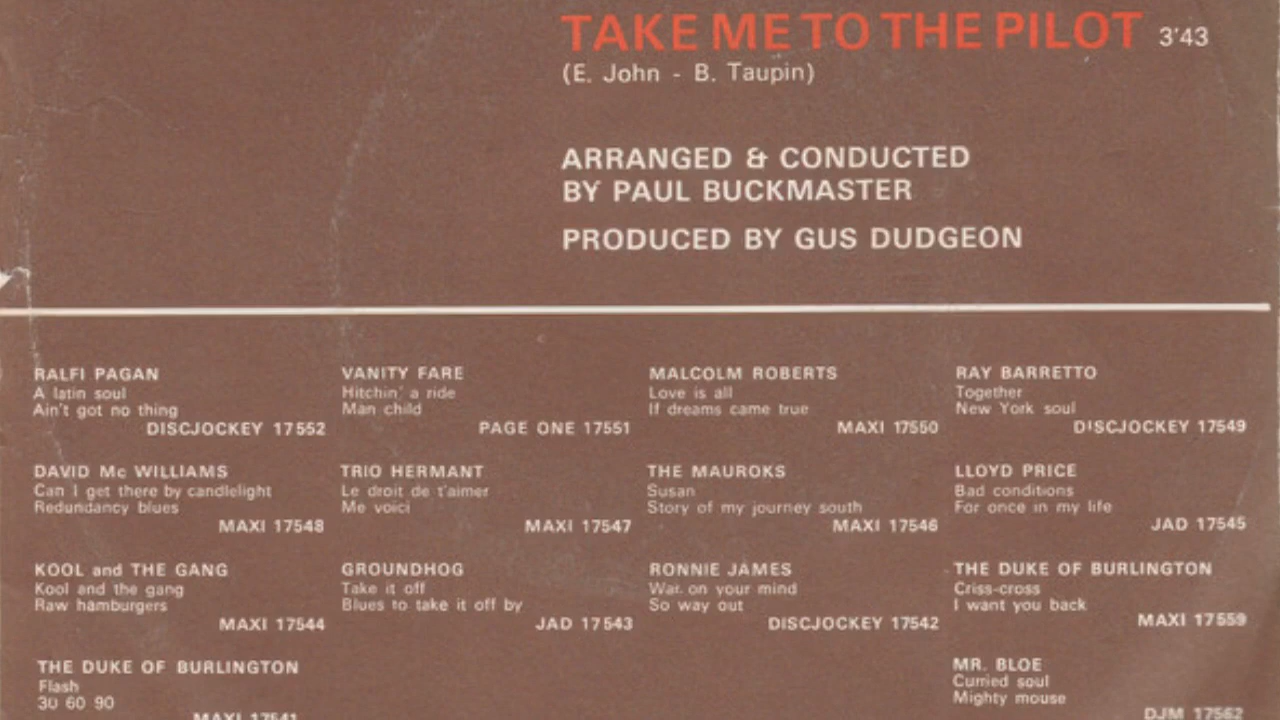 TAKE ME TO THE PILOT 3'43
(E. John - B. Taupin)
ARRANGED & CONDUCTED
BY PAUL BUCKMASTER
PRODUCED BY GUS DUDGEON
RALFI PAGAN
A latin soul
Ain't got no thing
DISCJOCKEY 17552
VANITY FARE
Hitchin' a ride
Man child
PAGE ONE 17551
MALCOLM ROBERTS
Love is all
If dreams came true
MAXI 17550
RAY BARRETTO
Together
New York soul
DISCJOCKEY 17549
DAVID Mc WILLIAMS
Can I get there by candlelight
Redundancy blues
MAXI 17548
TRIO HERMANT
Le droit de t'aimer
Me voici
MAXI 17547
THE MAUROKS
Susan
Story of my journey south
MAXI 17546
LLOYD PRICE
Bad conditions
For once in my life
JAD 17545
KOOL and THE GANG
Kool and the gang
Raw hamburgers
MAXI 17544
GROUNDHOG
Take it off
Blues to take it off by
JAD 17543
RONNIE JAMES
War on your mind
So way out
DISCJOCKEY 17542
THE DUKE OF BURLINGTON
Criss-cross
I want you back
MAXI 17559
THE DUKE OF BURLINGTON
Flash
30 60 90
MAXI 17541
MR. BLOE
Curried soul
Mighty mouse
DJM 17562